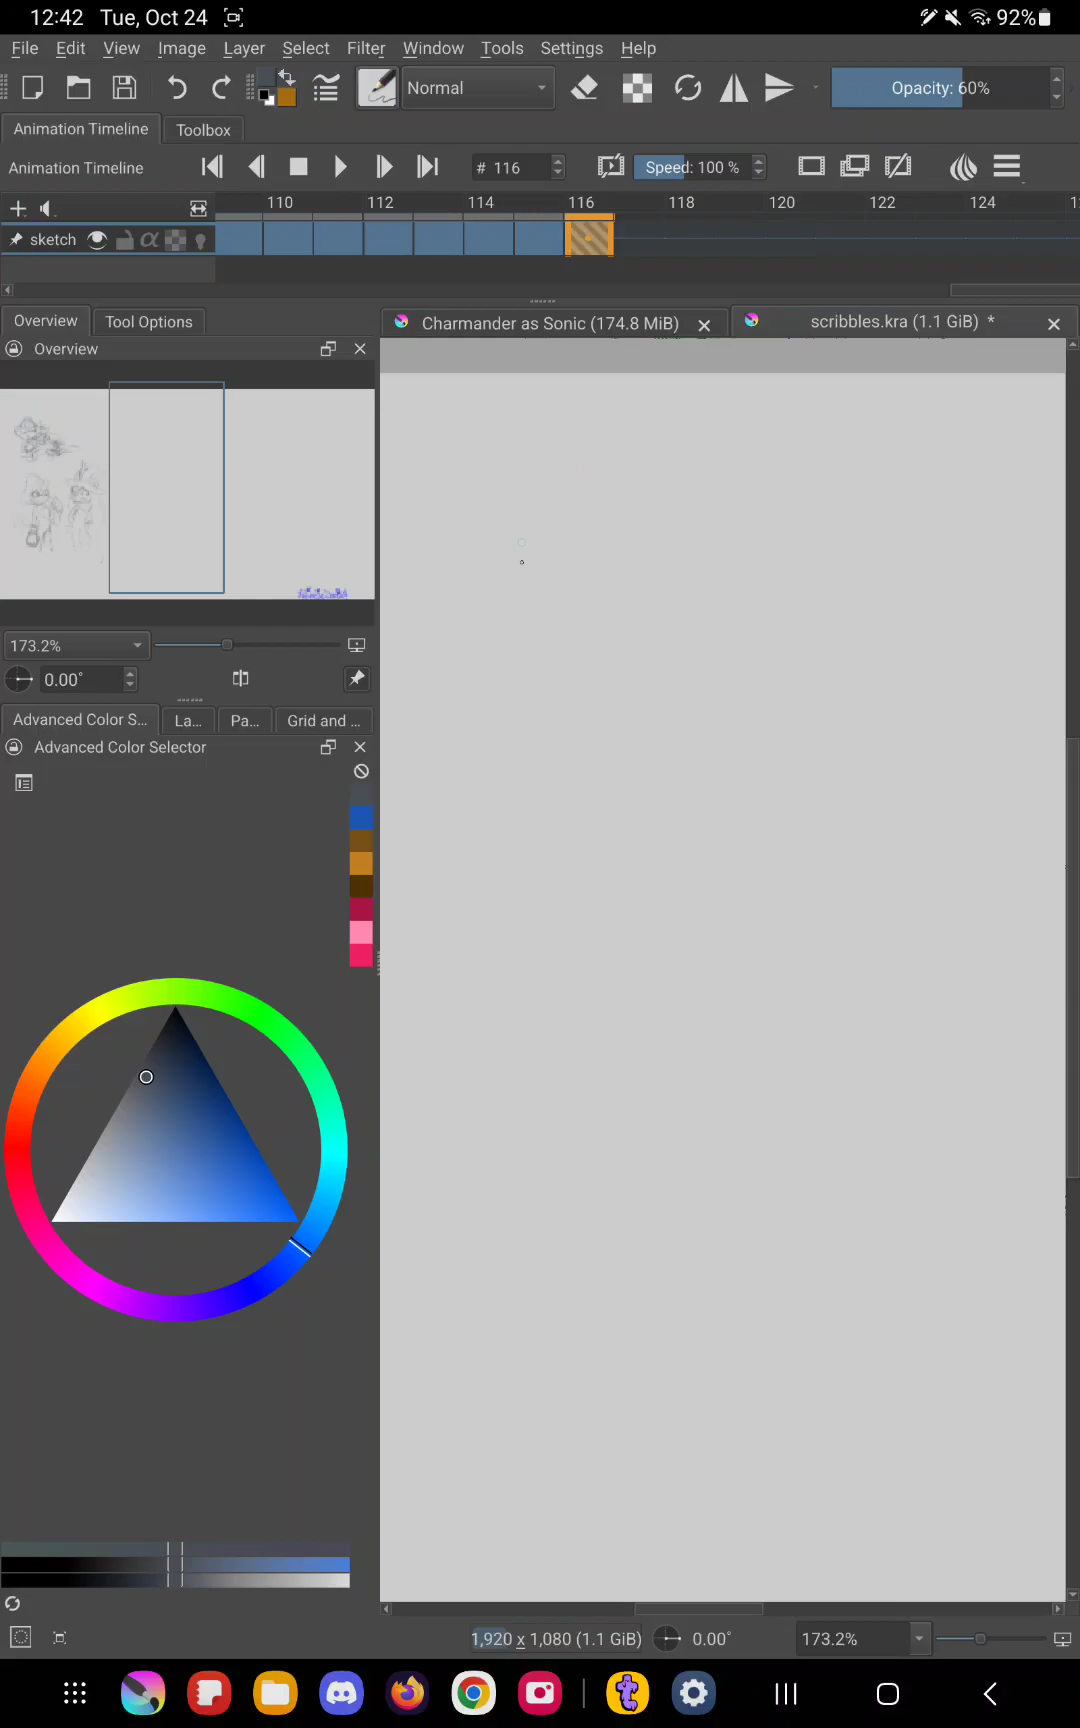 12:42 Tue, Oct 24 92%
File Edit View Image Layer Select Filter Window Tools Settings Help
Normal Opacity: 60%
Animation Timeline Toolbox
Animation Timeline # 116 Speed: 100 %
110 112 114 116 118 120 122 124 1
sketch α
Overview Tool Options Charmander as Sonic (174.8 MiB) scribbles.kra (1.1 GiB) *
Overview
173.2%
0.00°
Advanced Color S... La... Pa... Grid and ...
Advanced Color Selector
1,920 x 1,080 (1.1 GiB) 0.00° 173.2%